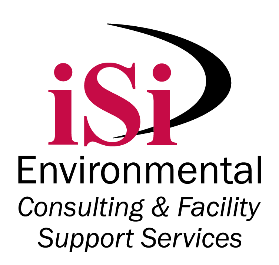 iSi
Environmental
Consulting & Facility
Support Services